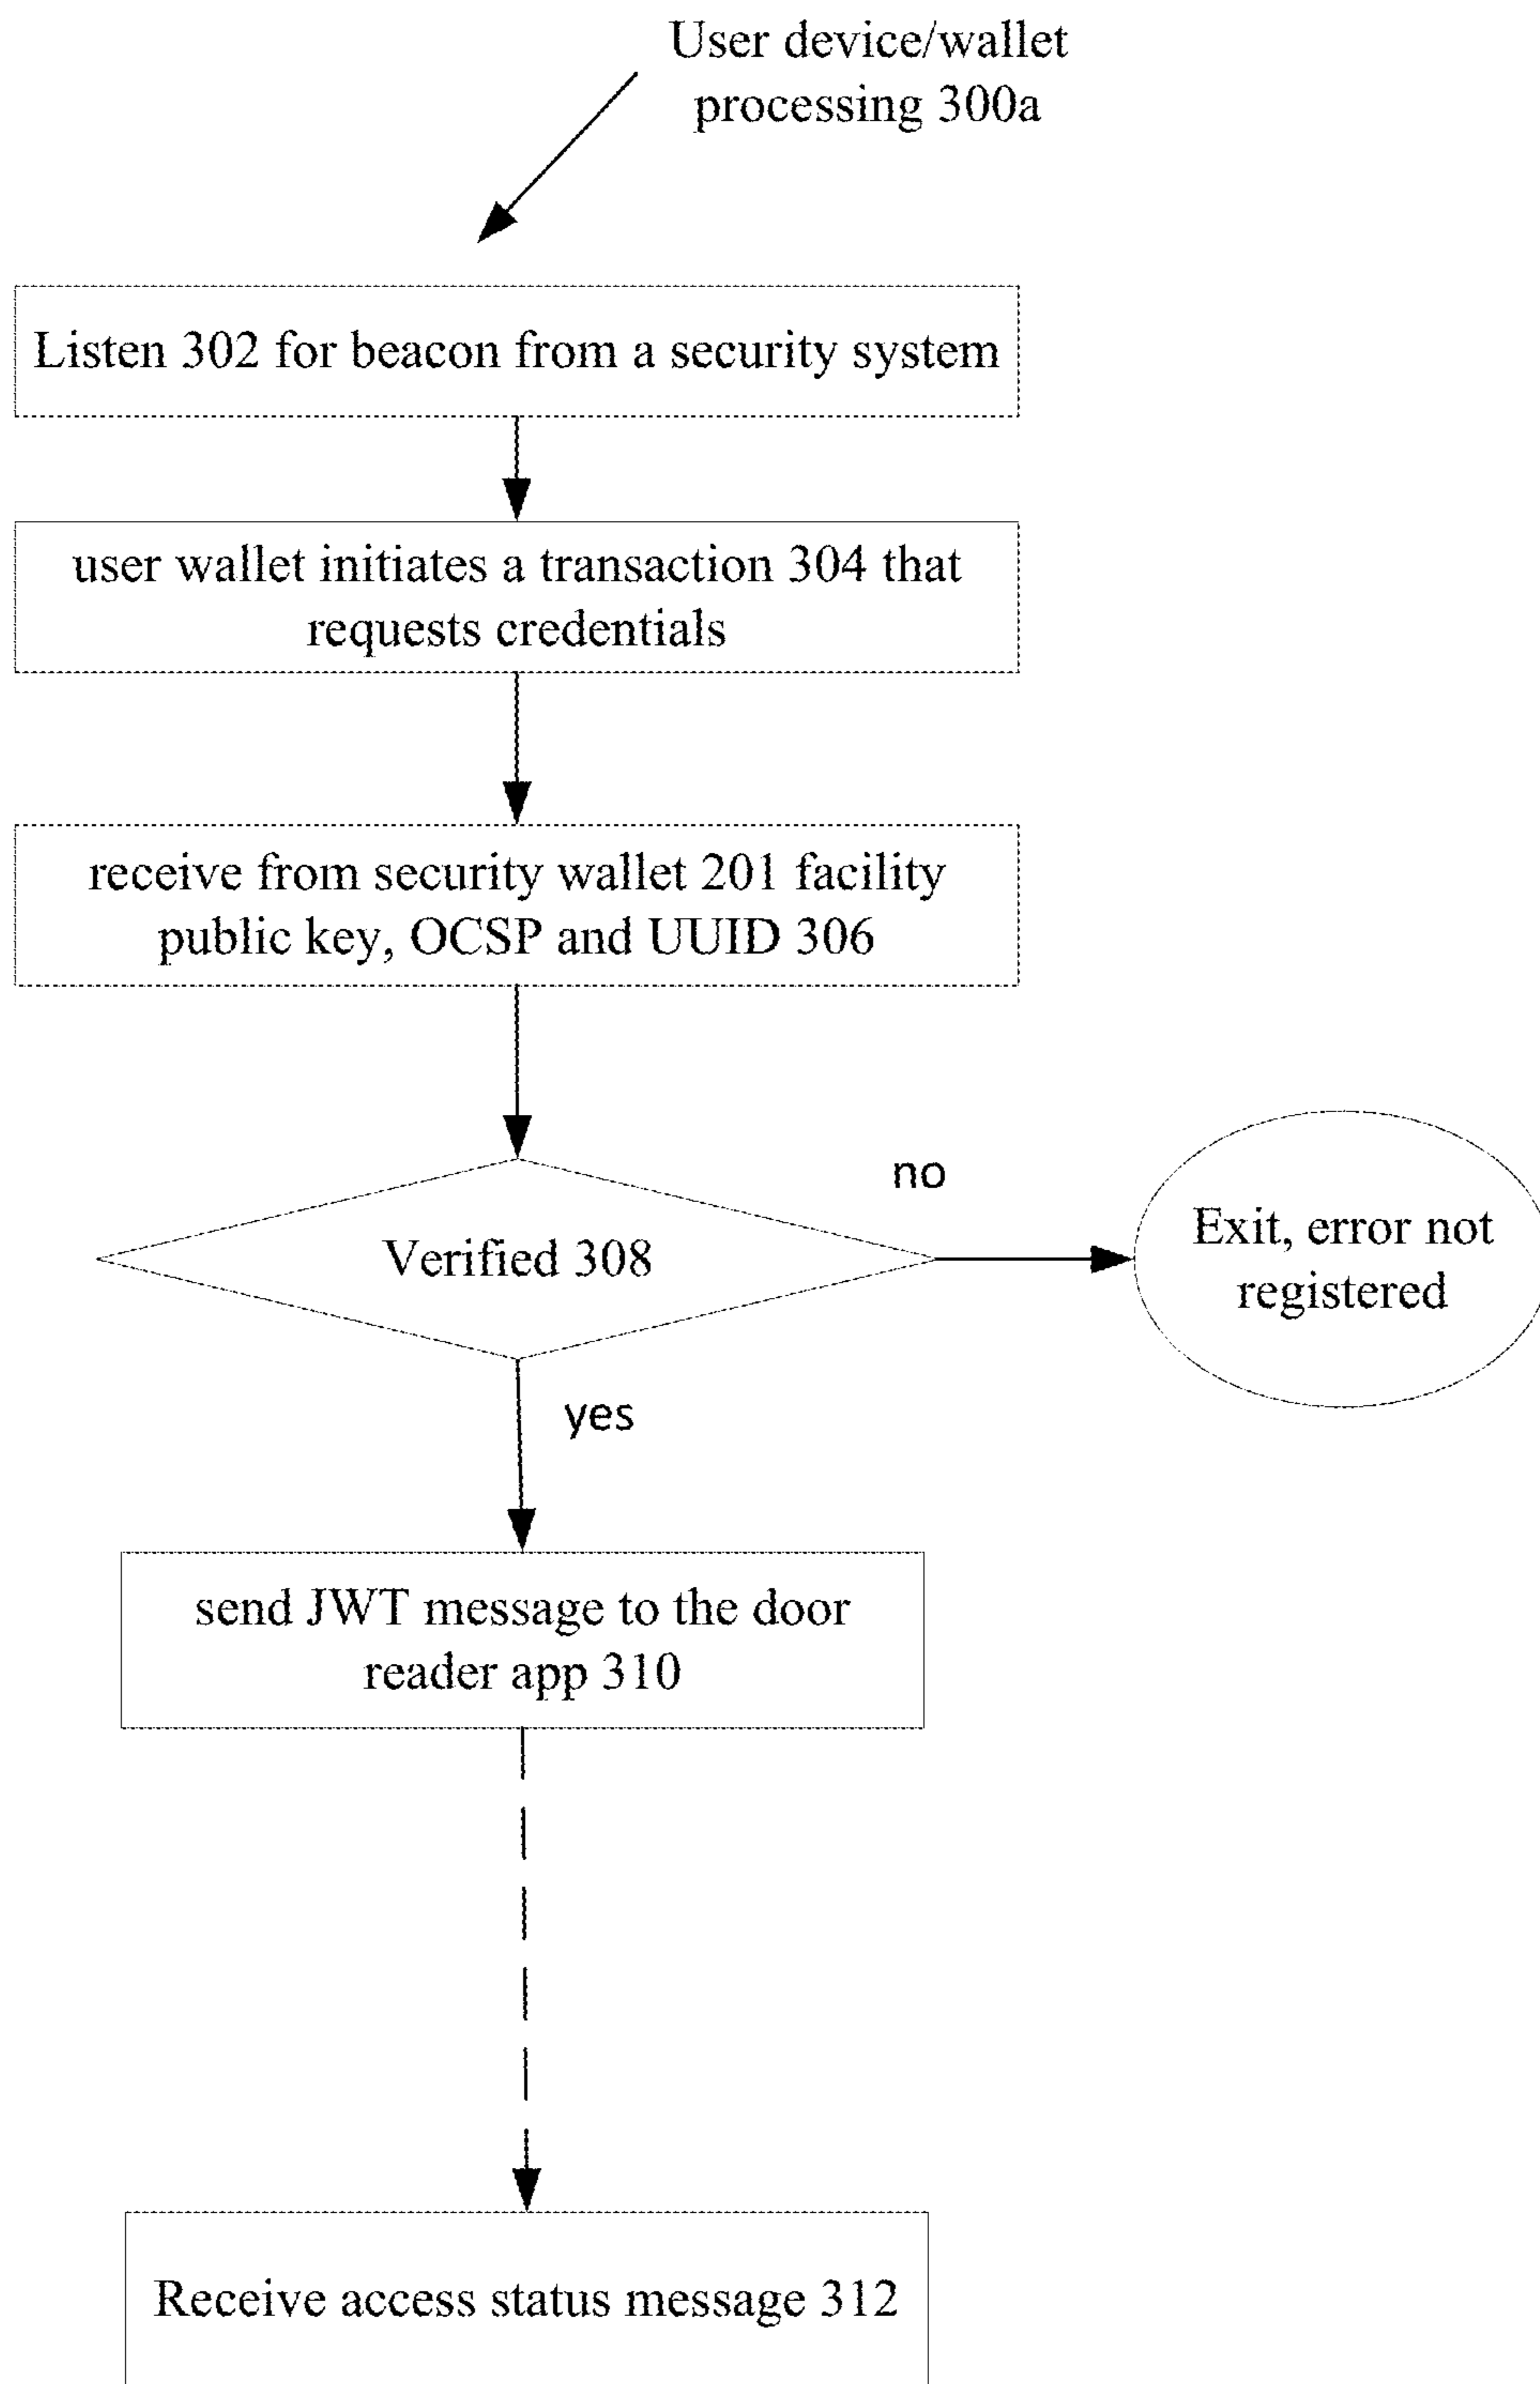 User device/wallet
processing 300a
Listen 302 for beacon from a security system
user wallet initiates a transaction 304 that
requests credentials
receive from security wallet 201 facility
public key, OCSP and UUID 306
Verified 308
no
Exit, error not
registered
yes
send JWT message to the door
reader app 310
Receive access status message 312